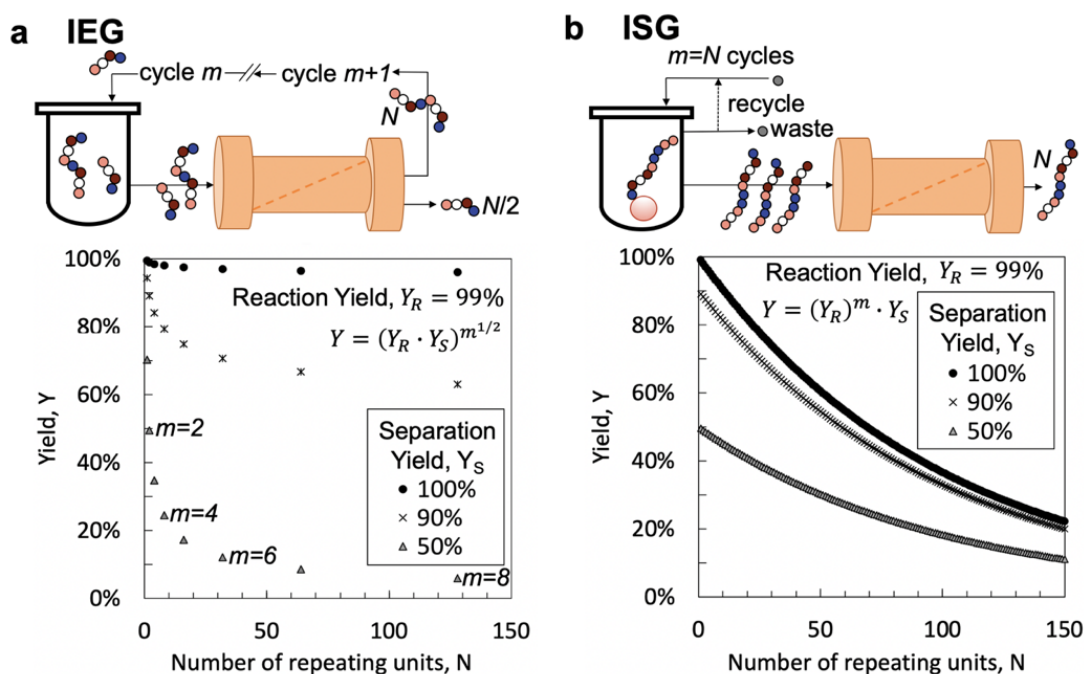 a IEG
cycle m
cycle m+1
N
N/2
100%
80%
60%
40%
20%
0%
Yield, Y
Reaction Yield, Y_R = 99%
Y = (Y_R · Y_S)^{m^{1/2}}
Separation
Yield, Y_S
100%
90%
50%
m=2
m=4
m=6
m=8
0
50
100
150
Number of repeating units, N
b ISG
m=N cycles
recycle
waste
N
100%
80%
60%
40%
20%
0%
Yield, Y
Reaction Yield, Y_R = 99%
Y = (Y_R)^m · Y_S
Separation
Yield, Y_S
100%
90%
50%
0
50
100
150
Number of repeating units, N